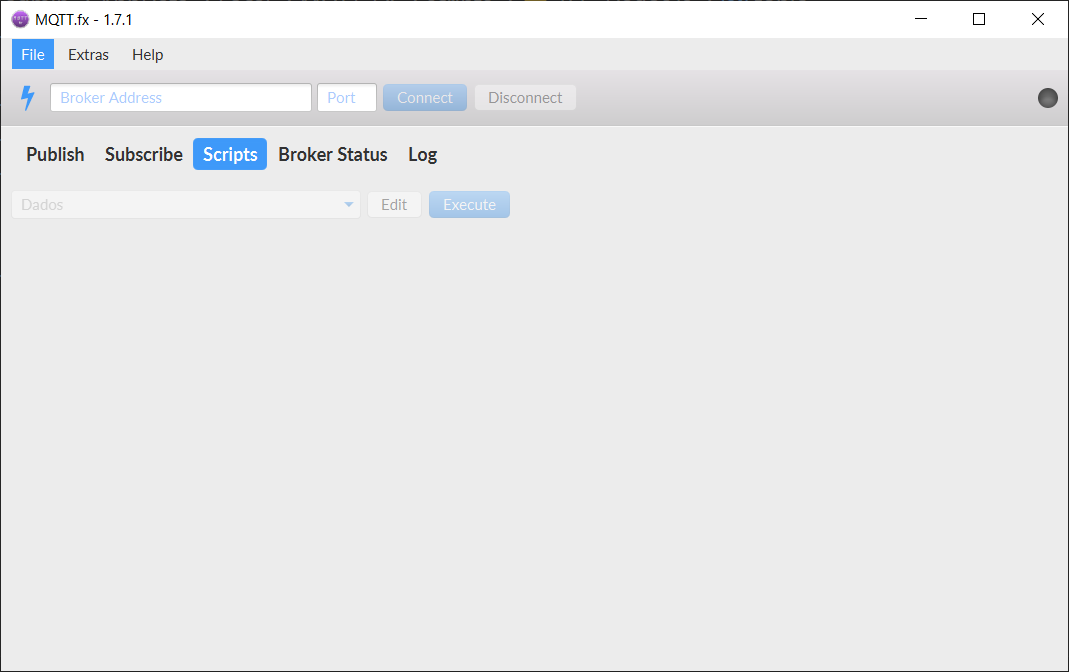 MQTT.fx - 1.7.1
File Extras Help
Broker Address Port Connect Disconnect
Publish Subscribe Scripts Broker Status Log
Dados Edit Execute